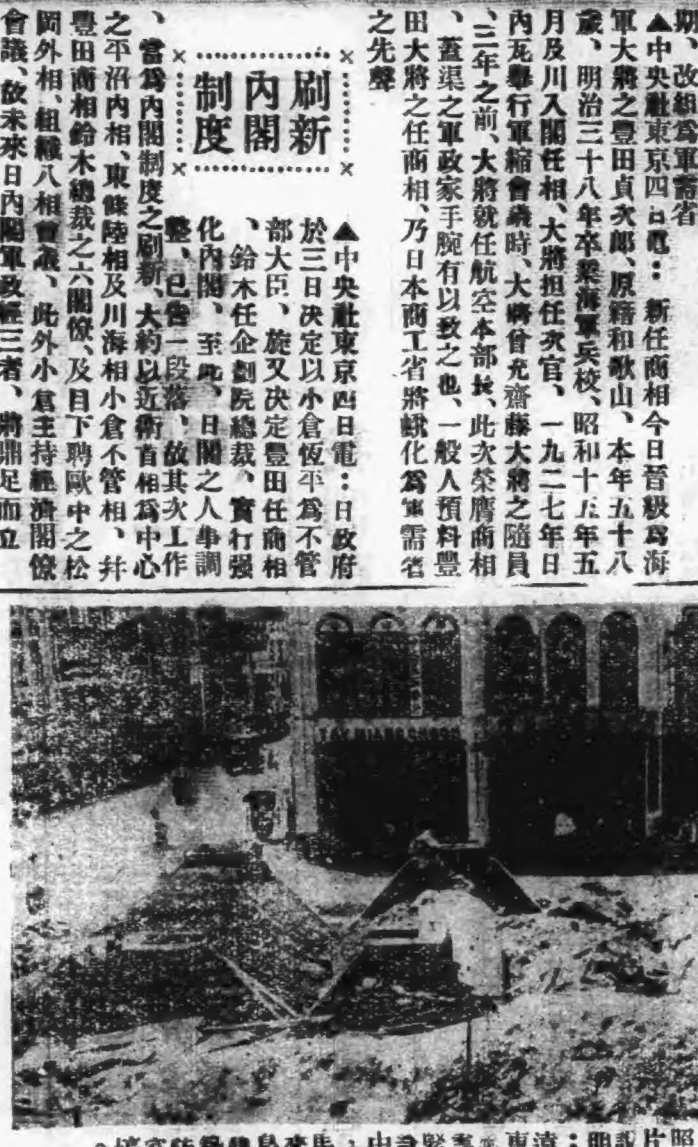 期、改編為軍需省
▲中央社東京四日電：新任商相今日晉級為海
軍大將之豐田貞次郎、原籍和歌山、本年五十八
歲、明治三十八年卒業海軍兵校、昭和十五年五
月及川入閣任相、大將担任次官、一九二七年日
內瓦舉行軍縮會議時、大將曾充齋藤大將之隨員
、三年之前、大將就任航空本部長、此次榮膺商相
、蓋渠之軍政家手腕有以致之也、一般人預料豐
田大將之任商相、乃日本商工省將蛻化為軍需省
之先聲
刷新
內閣
制度
▲中央社東京四日電：日政府
於三日決定以小倉恆平為不管
部大臣、旋又決定豐田任商相
、鈴木任企劃院總裁、實行强
化內閣、至此、日閣之人事調
整、已告一段落、故其次工作
、當為內閣制度之刷新、大約以近衛首相為中心
之平沼內相、東條陸相及川海相小倉不管相、幷
豐田商相鈴木總裁之六閣僚、及目下聘歐中之松
岡外相、組織八相會議、此外小倉主持經濟閣僚
會議、故未來日內閣軍政經三者、將鼎足而立
TAY
照片說明：